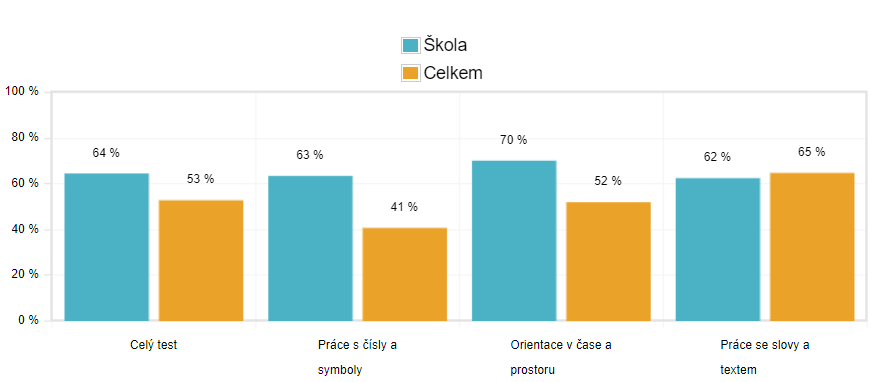 Škola
Celkem
100 %
80 %
60 %
40 %
20 %
0 %
64 %
53 %
63 %
41 %
70 %
52 %
62 %
65 %
Celý test
Práce s čísly a
symboly
Orientace v čase a
prostoru
Práce se slovy a
textem